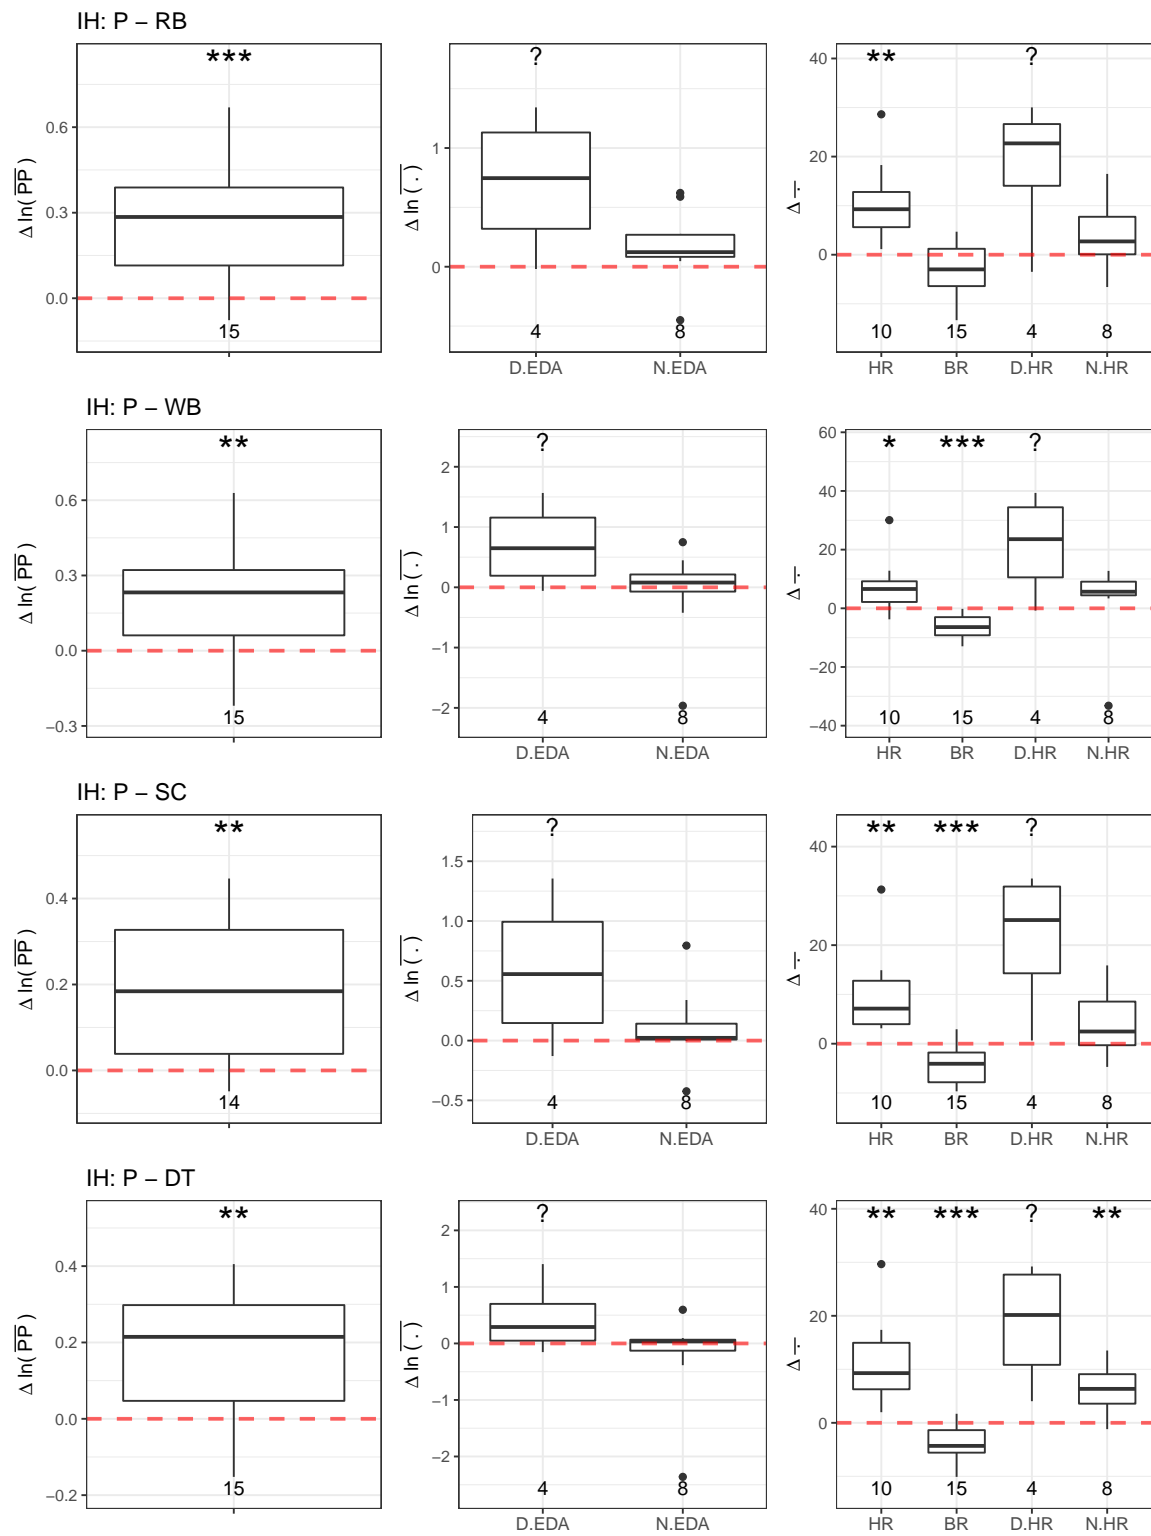 IH: P – RB
Δ ln( PP )
0.6
0.3
0.0
***
15
Δ ln ( . )
1
0
?
4
8
D.EDA
N.EDA
Δ .
40
20
0
**
?
10
15
4
8
HR
BR
D.HR
N.HR
IH: P – WB
Δ ln( PP )
0.6
0.3
0.0
−0.3
**
15
Δ ln ( . )
2
1
0
−1
−2
?
4
8
D.EDA
N.EDA
Δ .
60
40
20
0
−20
−40
*
***
?
10
15
4
8
HR
BR
D.HR
N.HR
IH: P – SC
Δ ln( PP )
0.4
0.2
0.0
**
14
Δ ln ( . )
1.5
1.0
0.5
0.0
−0.5
?
4
8
D.EDA
N.EDA
Δ .
40
20
0
**
***
?
10
15
4
8
HR
BR
D.HR
N.HR
IH: P – DT
Δ ln( PP )
0.4
0.2
0.0
−0.2
**
15
Δ ln ( . )
2
1
0
−1
−2
?
4
8
D.EDA
N.EDA
Δ .
40
20
0
**
***
?
**
10
15
4
8
HR
BR
D.HR
N.HR